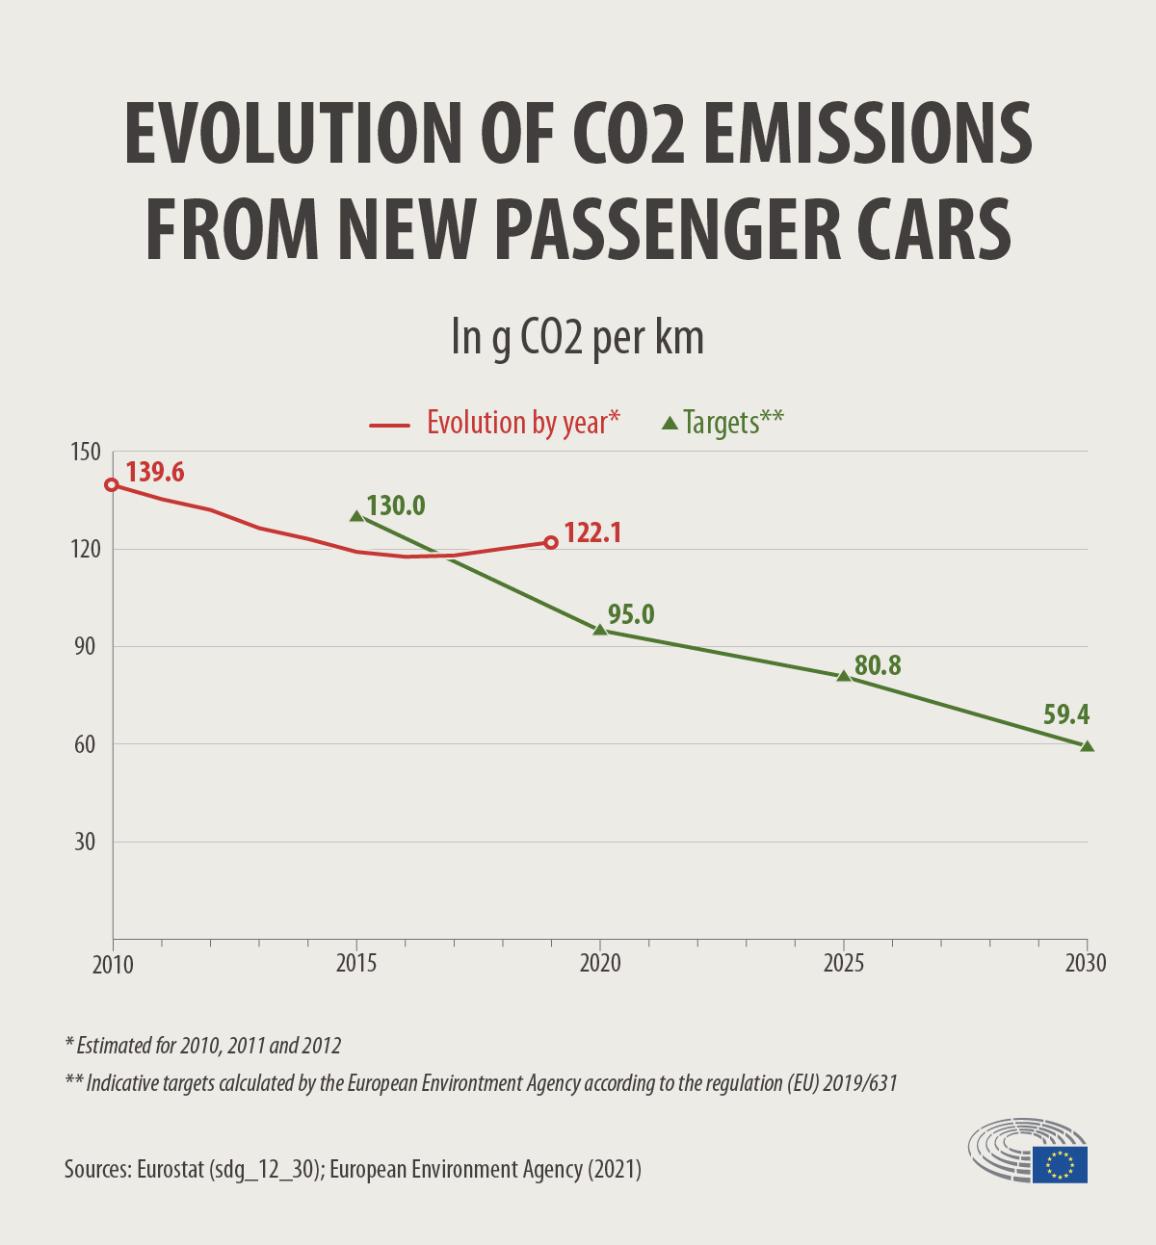 EVOLUTION OF CO2 EMISSIONS
FROM NEW PASSENGER CARS
In g CO2 per km
Evolution by year* Targets**
150
139.6
130.0
122.1
120
95.0
90
80.8
59.4
60
30
2010 2015 2020 2025 2030
* Estimated for 2010, 2011 and 2012
** Indicative targets calculated by the European Environtment Agency according to the regulation (EU) 2019/631
Sources: Eurostat (sdg_12_30); European Environment Agency (2021)